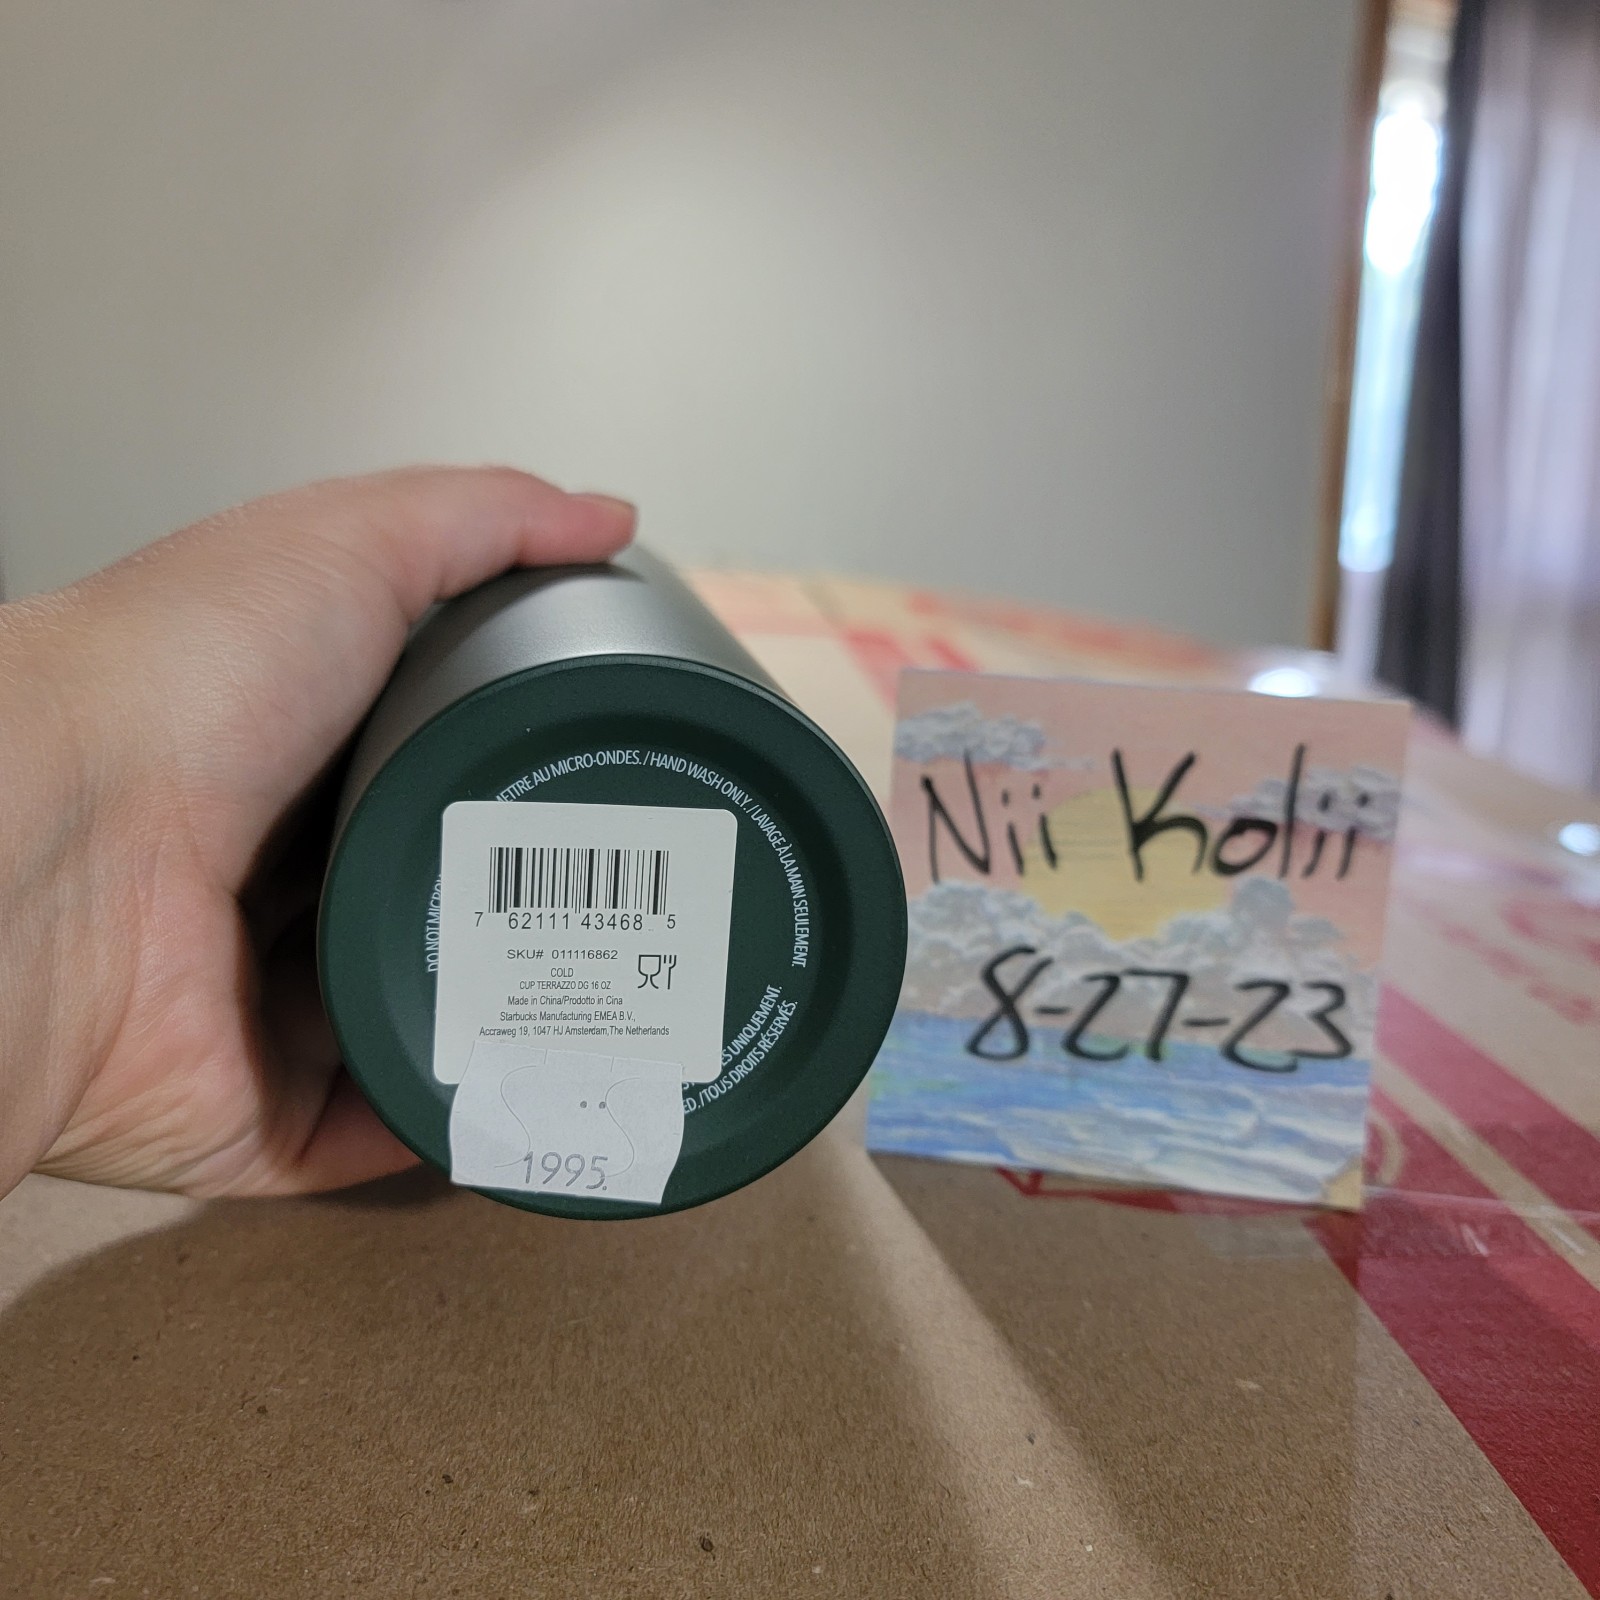 METTRE AU MICRO-ONDES. / HAND WASH ONLY. / LAVAGE À LA MAIN SEULEMENT.
DO NOT
UNIQUEMENT.
ED. / TOUS DROITS RÉSERVÉS.
7 62111 43468 5
SKU# 011116862
COLD
CUP TERRAZZO DG 16 OZ
Made in China/Prodotto in Cina
Starbucks Manufacturing EMEA B.V.,
Accraweg 19, 1047 HJ Amsterdam,The Netherlands
1995.
Nii Kolii
8-27-23